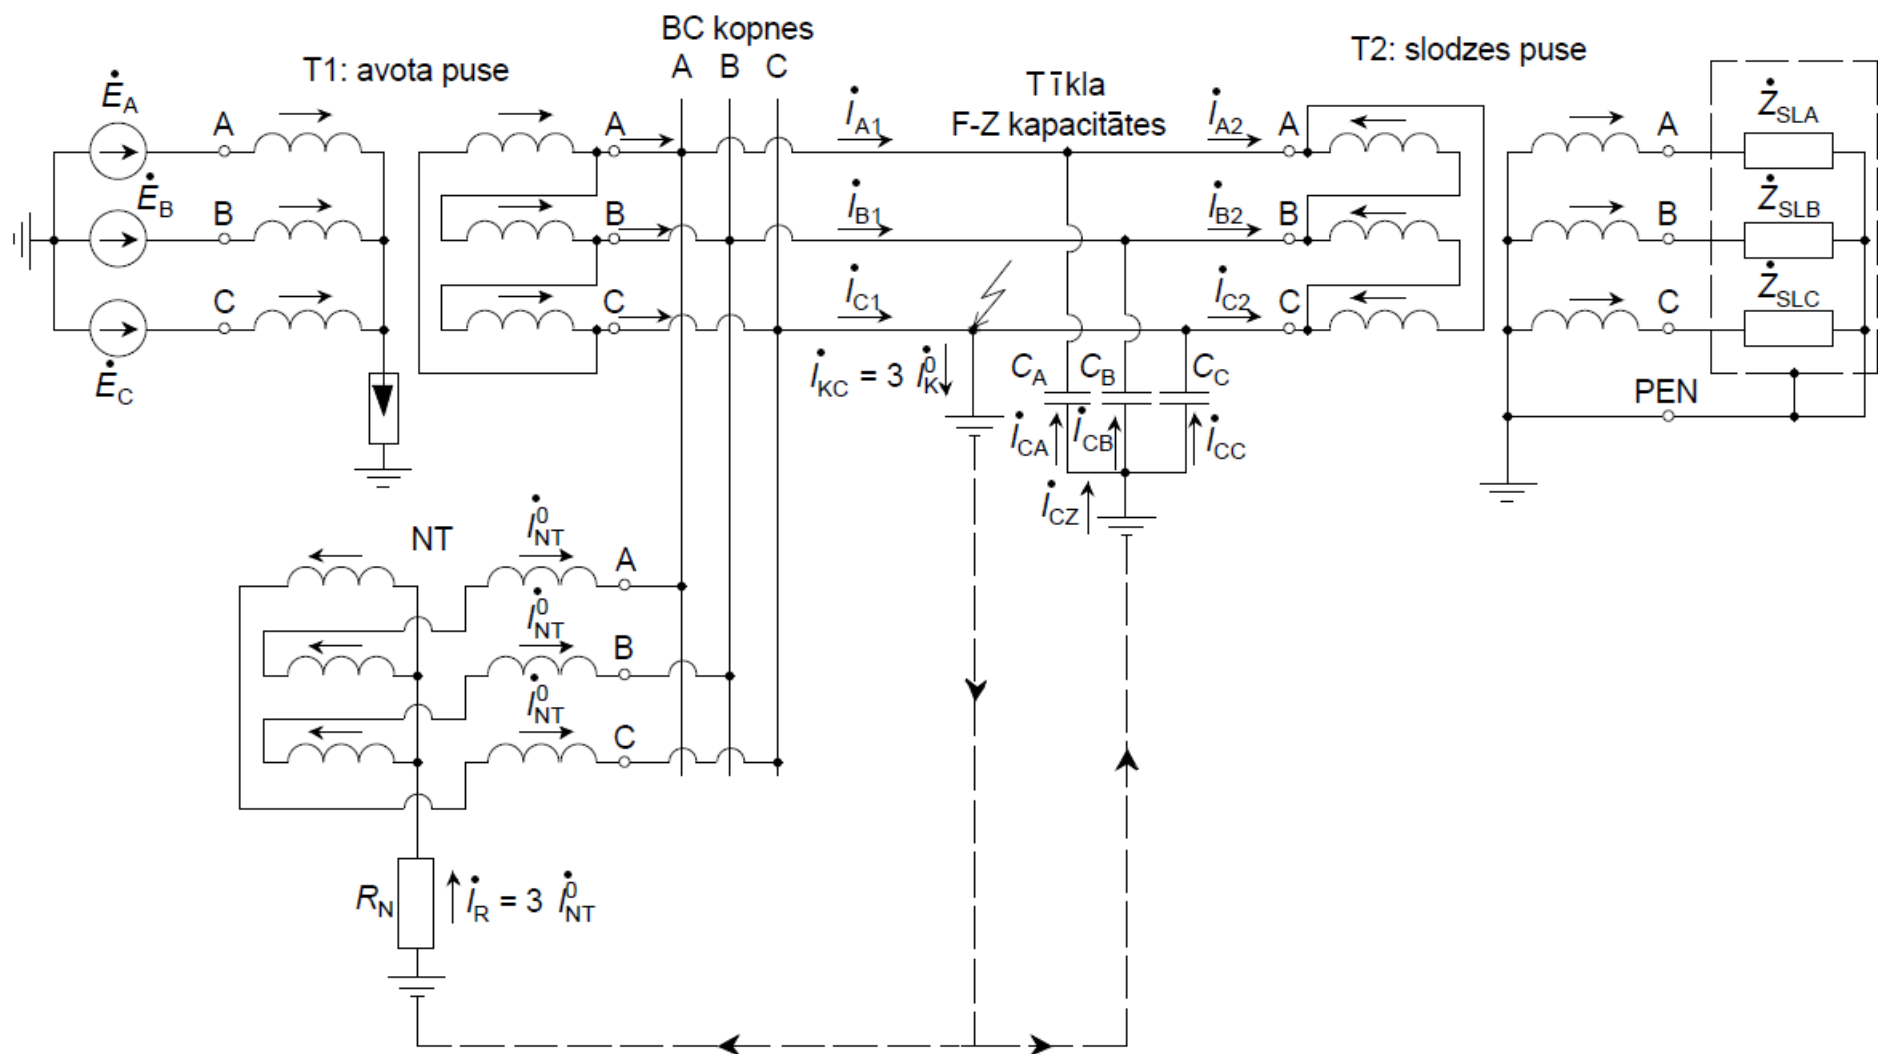 BC kopnes
A B C
T1: avota puse
T2: slodzes puse
Tīkla
F-Z kapacitātes
ĖA
A
A
İA1
İA2
A
A
ŻSLA
ĖB
B
B
İB1
İB2
B
B
ŻSLB
ĖC
C
C
İC1
İC2
C
C
ŻSLC
İKC = 3 İ0K
CA
CB
CC
PEN
İCA
İCB
İCC
İCZ
NT
İ0NT
A
İ0NT
B
İ0NT
C
RN
İR = 3 İ0NT